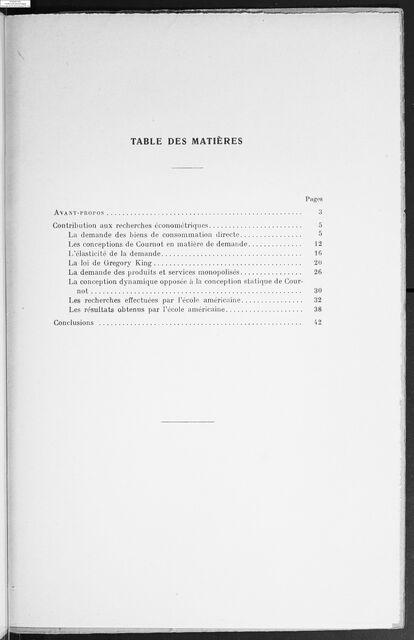 TABLE DES MATIÈRES
Pages
AVANT-PROPOS ........................................................ 3
Contribution aux recherches économétriques........................... 5
La demande des biens de consommation directe................. 5
Les conceptions de Cournot en matière de demande.............. 12
L'élasticité de la demande....................................... 16
La loi de Gregory King.......................................... 20
La demande des produits et services monopolisés................. 26
La conception dynamique opposée à la conception statique de Cour-
not............................................................ 30
Les recherches effectuées par l'école américaine................. 32
Les résultats obtenus par l'école américaine..................... 38
Conclusions ......................................................... 42